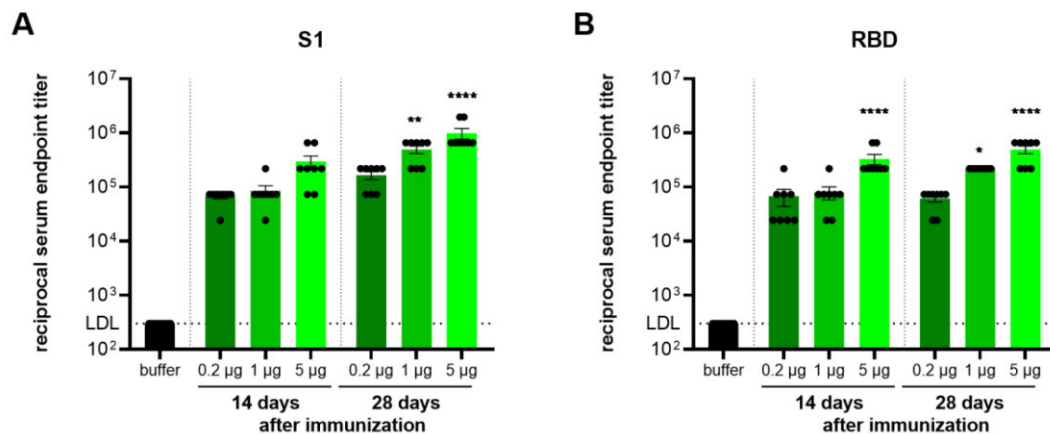 A
S1
reciprocal serum endpoint titer
10⁷
10⁶
10⁵
10⁴
10³
LDL
10²
**
****
buffer
0.2 µg 1 µg 5 µg 0.2 µg 1 µg 5 µg
14 days 28 days
after immunization
B
RBD
reciprocal serum endpoint titer
10⁷
10⁶
10⁵
10⁴
10³
LDL
10²
****
*
****
buffer
0.2 µg 1 µg 5 µg 0.2 µg 1 µg 5 µg
14 days 28 days
after immunization